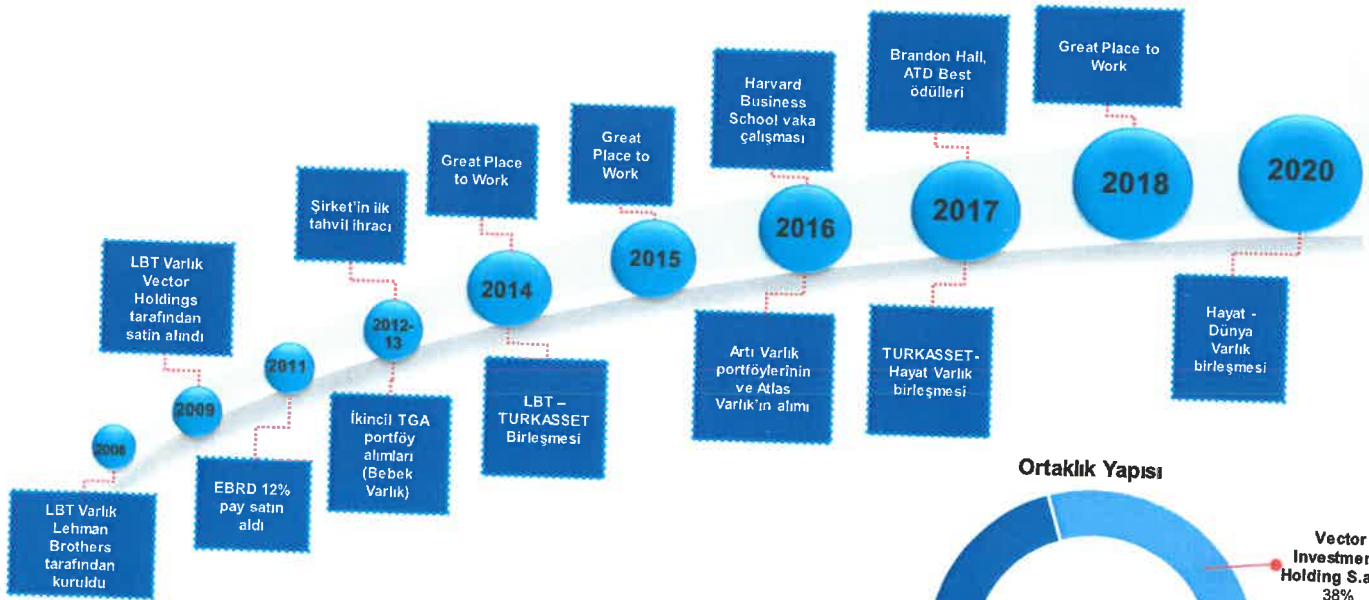 LBT Varlık
Lehman
Brothers
tarafından
kuruldu
LBT Varlık
Vector
Holdings
tarafından
satin alındı
2009
2011
EBRD 12%
pay satın
aldı
Şirket'in ilk
tahvil ihracı
2012-
13
İkincil TGA
portföy
alımları
(Bebek
Varlık)
Great Place
to Work
2014
LBT –
TURKASSET
Birleşmesi
Great
Place to
Work
2015
Harvard
Business
School vaka
çalışması
2016
Artı Varlık
portföylerinin
ve Atlas
Varlık'ın alımı
Brandon Hall,
ATD Best
ödülleri
2017
TURKASSET-
Hayat Varlık
birleşmesi
Great Place to
Work
2018
2020
Hayat -
Dünya
Varlık
birleşmesi
Ortaklık Yapısı
Vector
Holding
38%